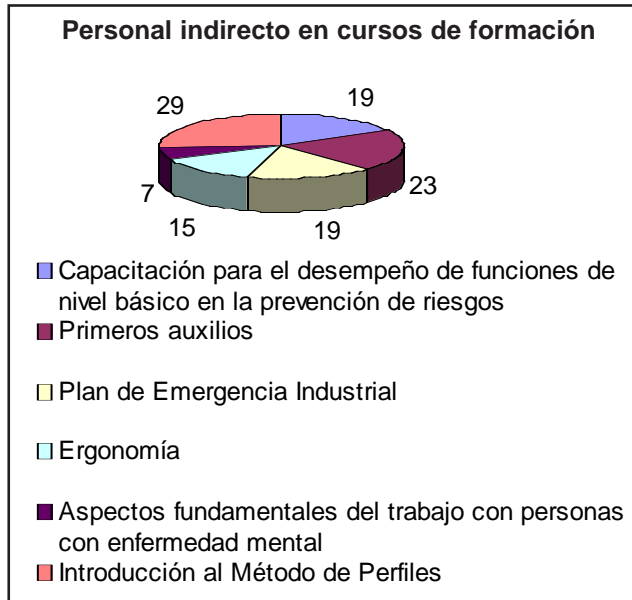 Personal indirecto en cursos de formación
29
19
7
23
15
19
Capacitación para el desempeño de funciones de
nivel básico en la prevención de riesgos
Primeros auxilios
Plan de Emergencia Industrial
Ergonomía
Aspectos fundamentales del trabajo con personas
con enfermedad mental
Introducción al Método de Perfiles